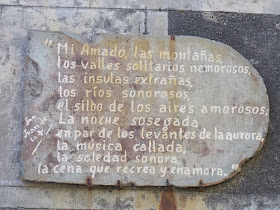 "Mi Amado, las montañas,
los valles solitarios nemorosos,
las ínsulas extrañas,
los ríos sonorosos,
el silbo de los aires amorosos,
La noche sosegada
en par de los levantes de la aurora,
la música callada,
la soledad sonora,
la cena que recrea y enamora."